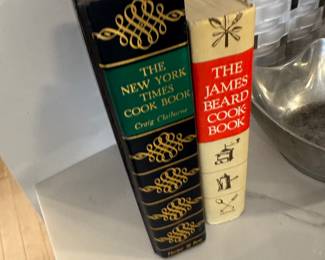 THE
NEW YORK
TIMES
COOK BOOK
Craig Claiborne
THE
JAMES
BEARD
COOK-
BOOK